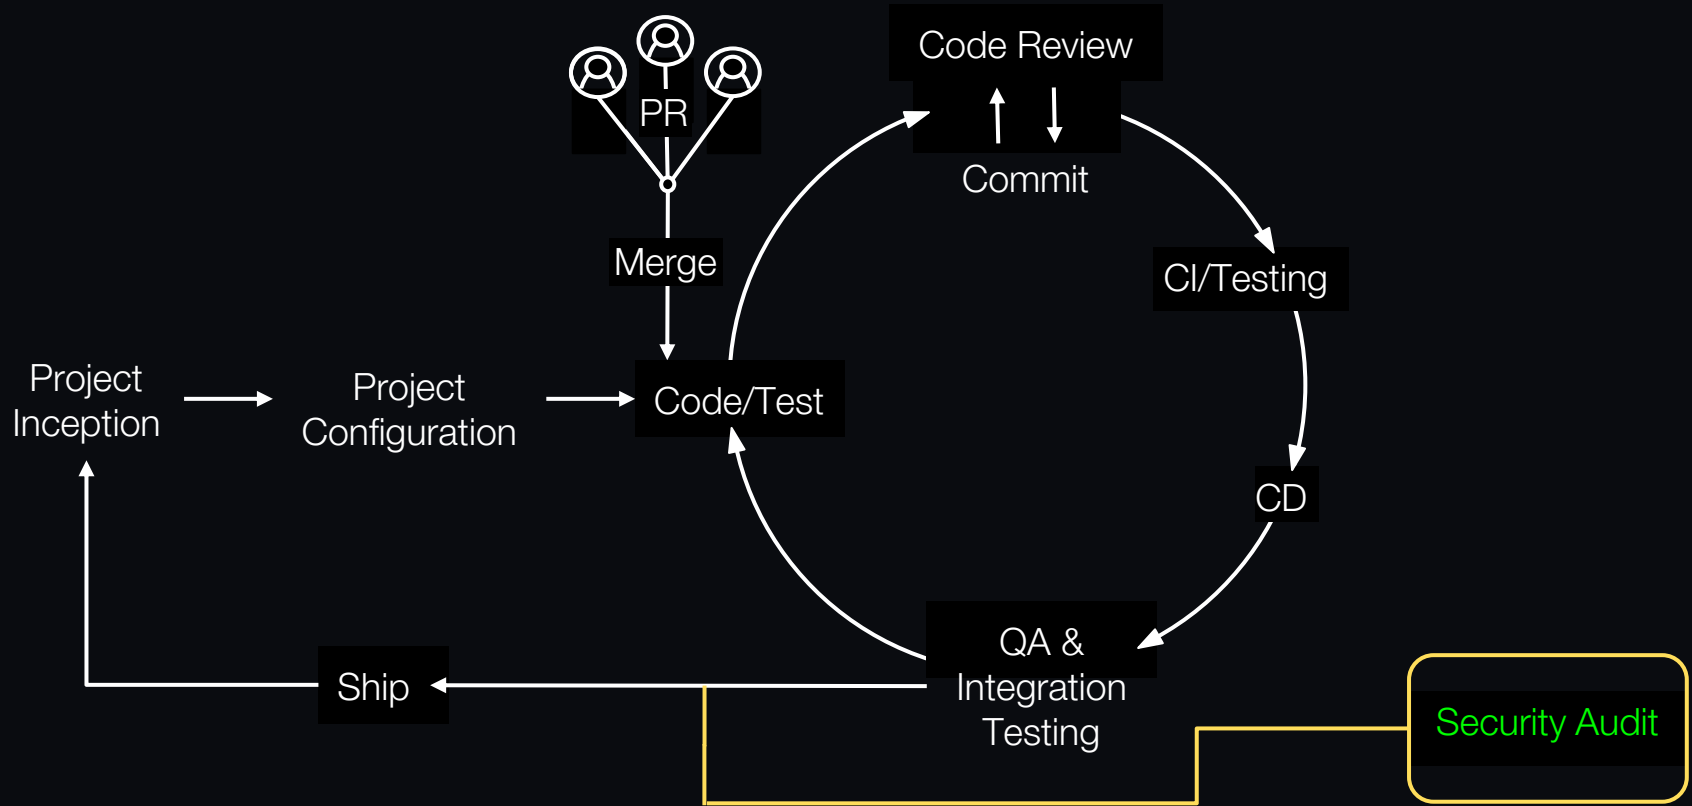 Code Review
PR
Commit
Merge
CI/Testing
Project
Inception
Project
Configuration
Code/Test
CD
QA &
Integration
Testing
Ship
Security Audit